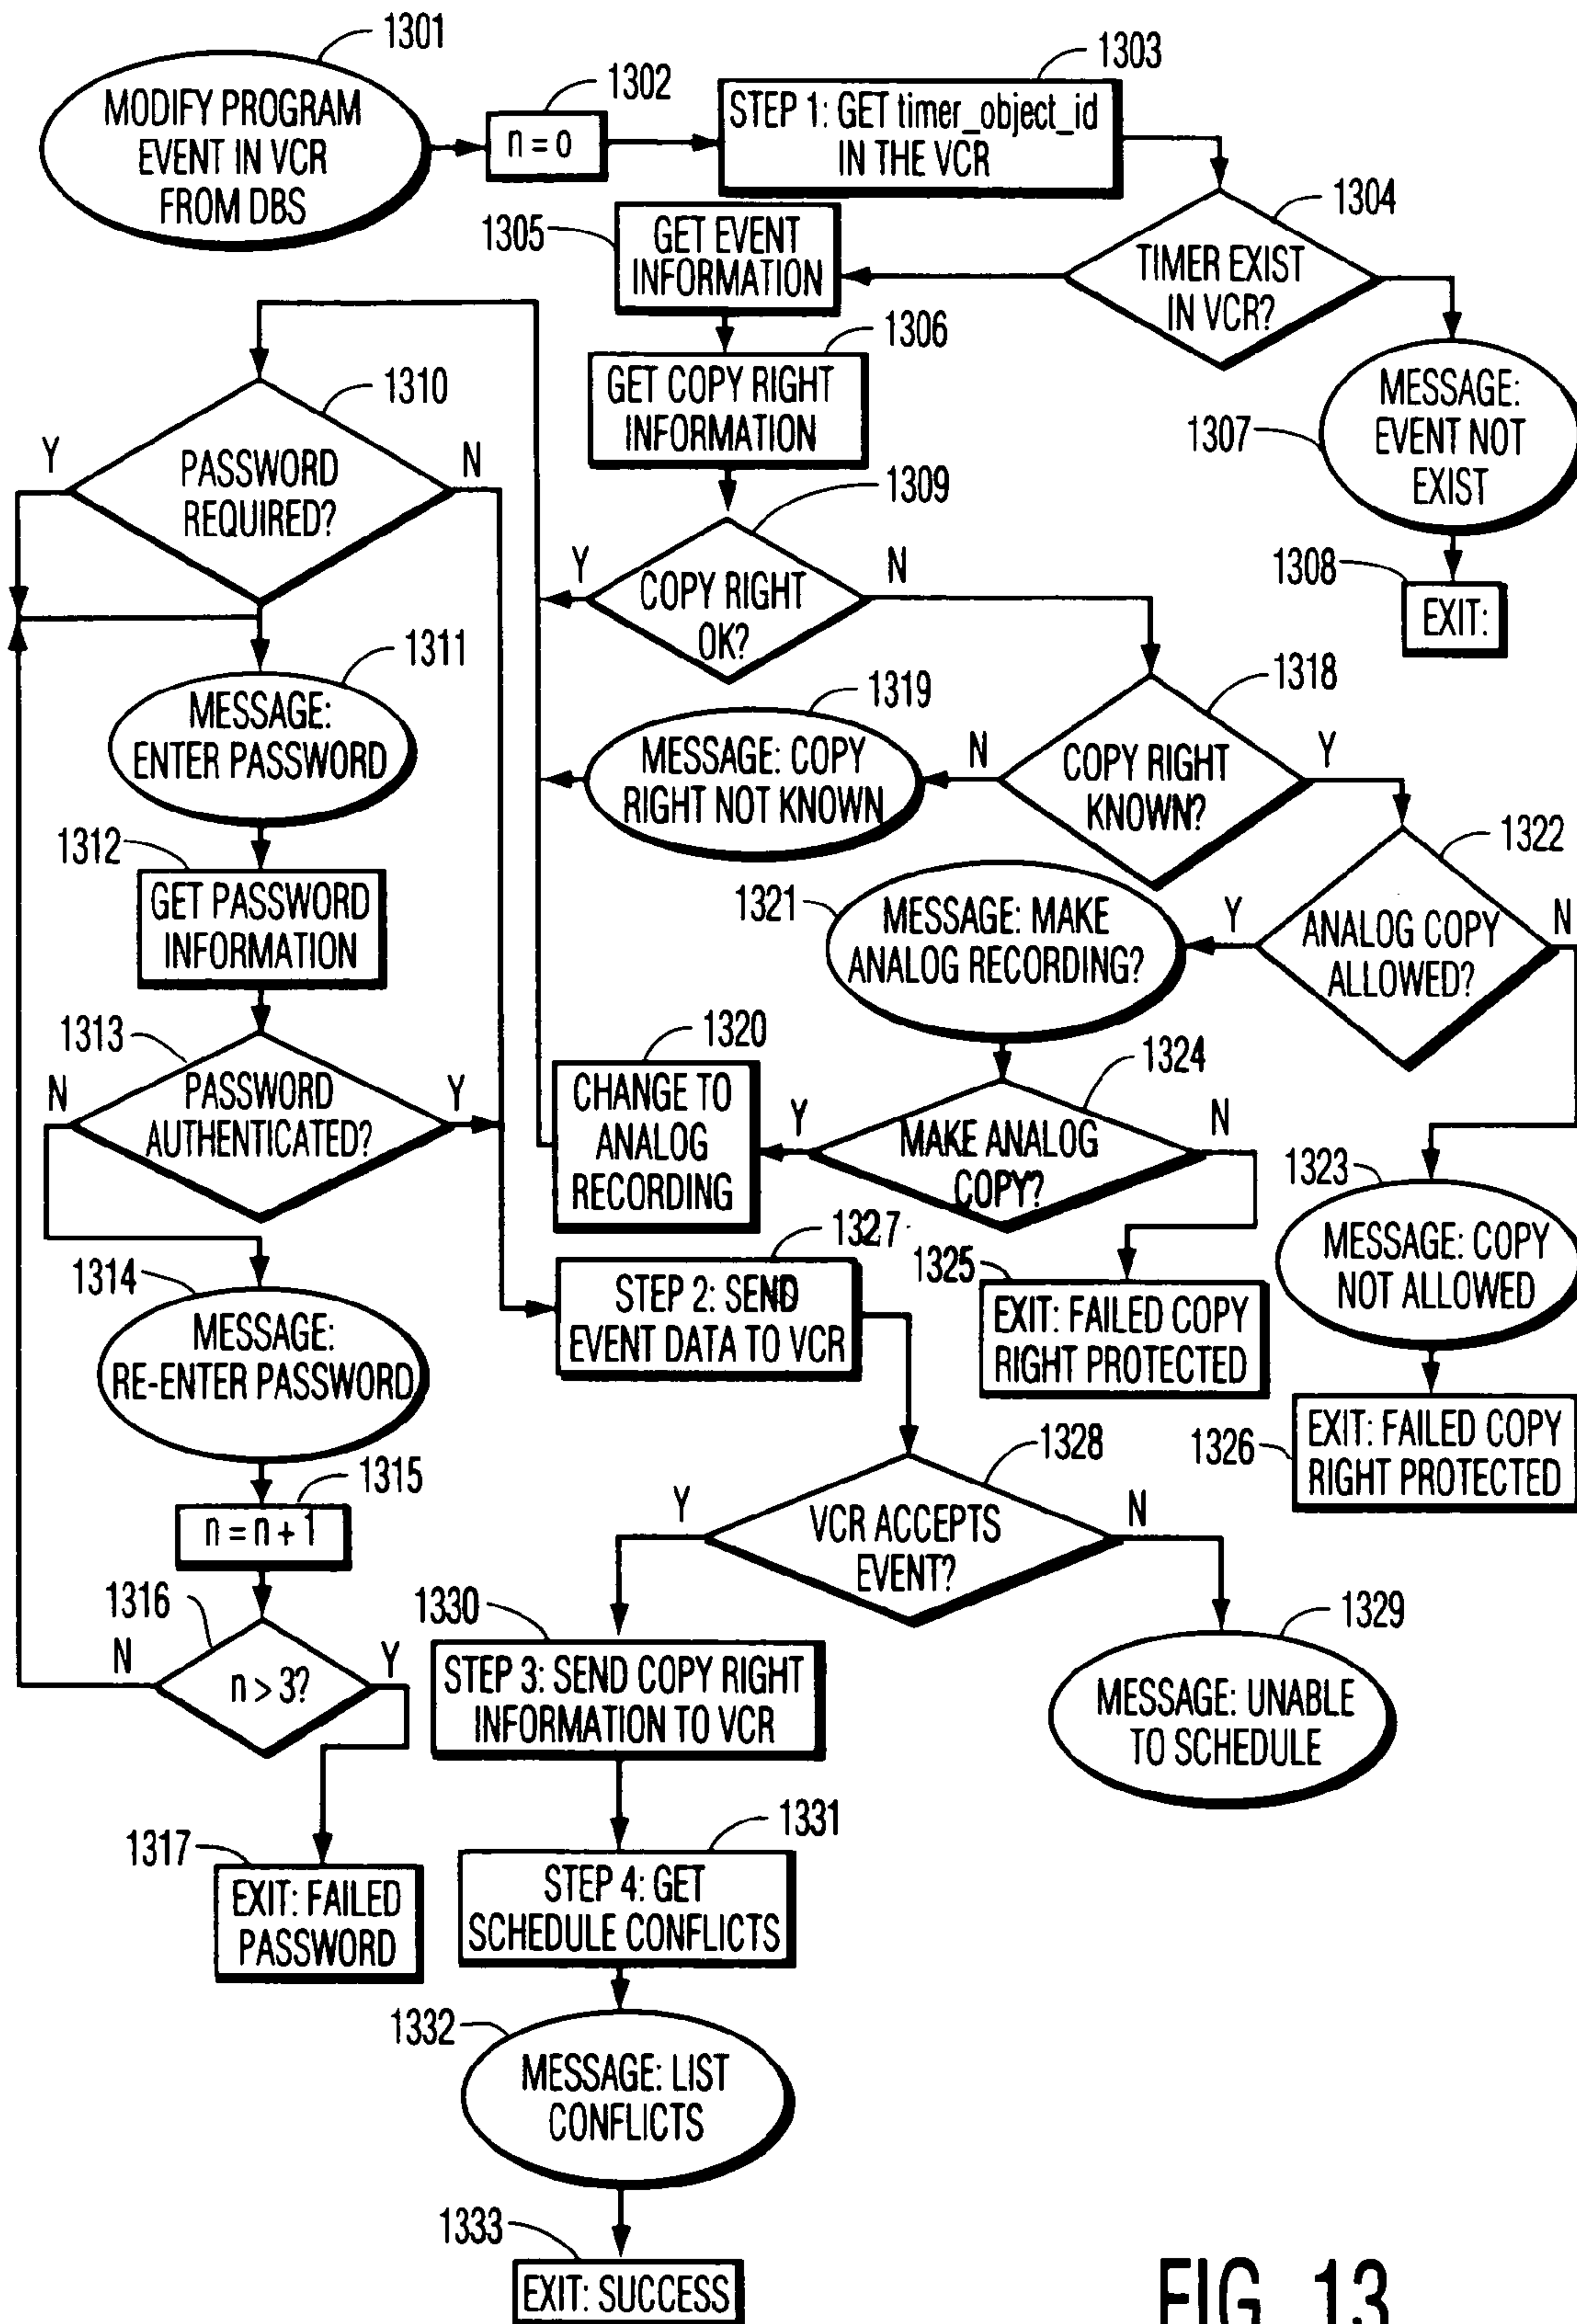 1301
MODIFY PROGRAM
EVENT IN VCR
FROM DBS
1302
n = o
1303
STEP 1: GET timer_object_id
IN THE VCR
1304
TIMER EXIST
IN VCR?
1305
GET EVENT
INFORMATION
1306
GET COPY RIGHT
INFORMATION
1307
MESSAGE:
EVENT NOT
EXIST
1308
EXIT:
1309
Y
N
COPY RIGHT
OK?
1310
Y
N
PASSWORD
REQUIRED?
1311
MESSAGE:
ENTER PASSWORD
1312
GET PASSWORD
INFORMATION
1313
N
Y
PASSWORD
AUTHENTICATED?
1314
MESSAGE:
RE-ENTER PASSWORD
1315
n = n + 1
1316
N
Y
n > 3?
1317
EXIT: FAILED
PASSWORD
1318
N
Y
COPY RIGHT
KNOWN?
1319
MESSAGE: COPY
RIGHT NOT KNOWN
1322
Y
N
ANALOG COPY
ALLOWED?
1321
MESSAGE: MAKE
ANALOG RECORDING?
1320
CHANGE TO
ANALOG
RECORDING
1324
Y
N
MAKE ANALOG
COPY?
1323
MESSAGE: COPY
NOT ALLOWED
1325
EXIT: FAILED COPY
RIGHT PROTECTED
1326
EXIT: FAILED COPY
RIGHT PROTECTED
1327
STEP 2: SEND
EVENT DATA TO VCR
1328
Y
N
VCR ACCEPTS
EVENT?
1329
MESSAGE: UNABLE
TO SCHEDULE
1330
STEP 3: SEND COPY RIGHT
INFORMATION TO VCR
1331
STEP 4: GET
SCHEDULE CONFLICTS
1332
MESSAGE: LIST
CONFLICTS
1333
EXIT: SUCCESS
FIG. 13